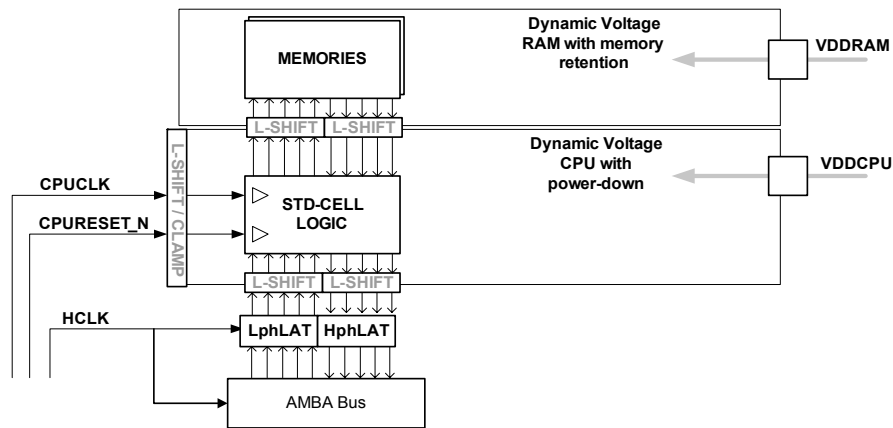 Dynamic Voltage
RAM with memory
retention
VDDRAM
MEMORIES
L-SHIFT L-SHIFT
Dynamic Voltage
CPU with
power-down
VDDCPU
L-SHIFT / CLAMP
CPUCLK
STD-CELL
LOGIC
CPURESET_N
L-SHIFT L-SHIFT
HCLK
LphLAT HphLAT
AMBA Bus